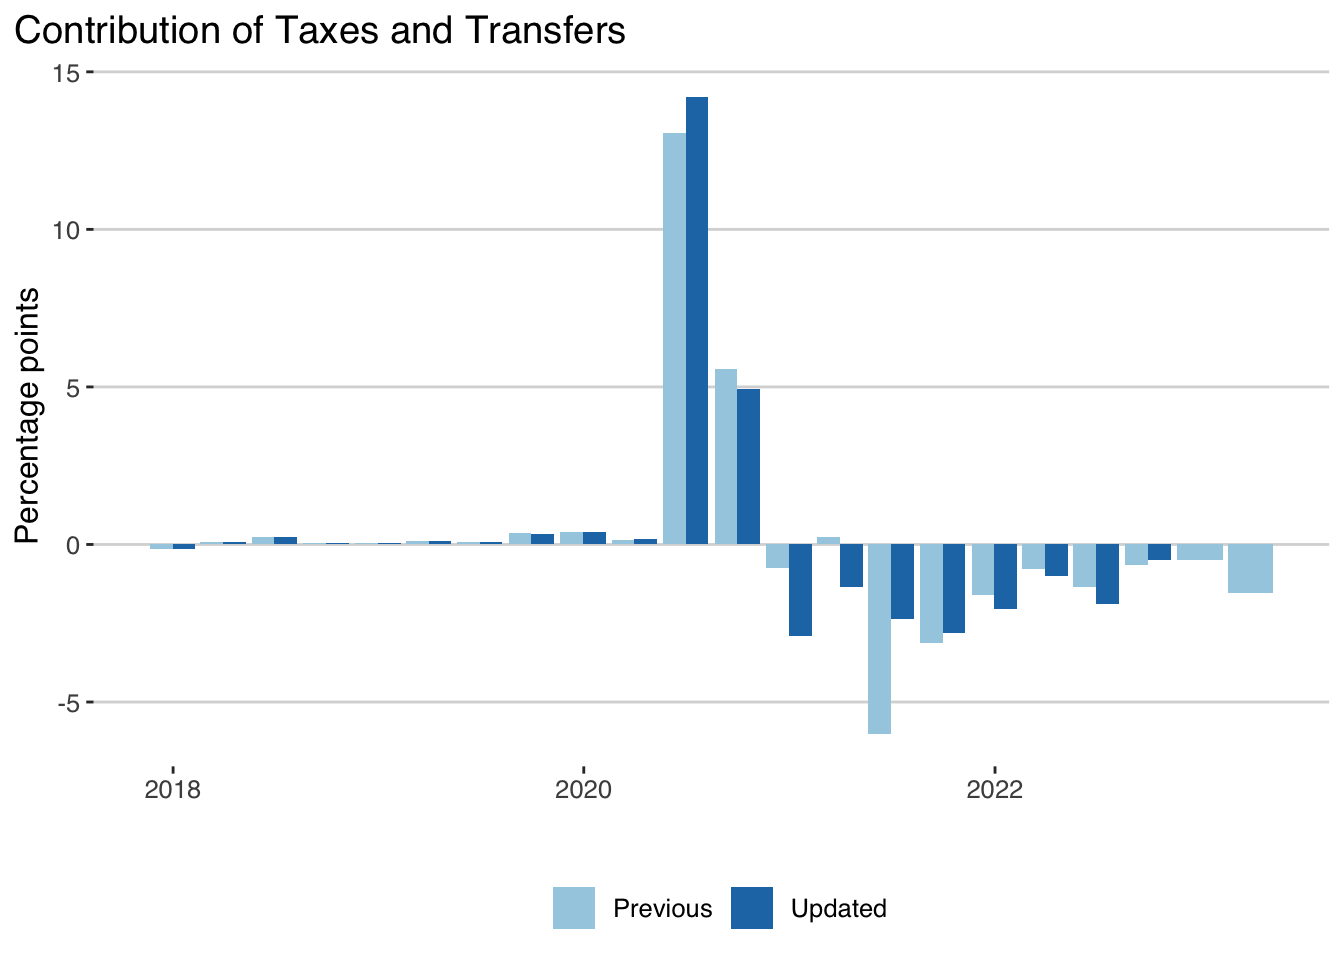 Contribution of Taxes and Transfers
Percentage points
15
10
5
0
-5
2018
2020
2022
Previous
Updated